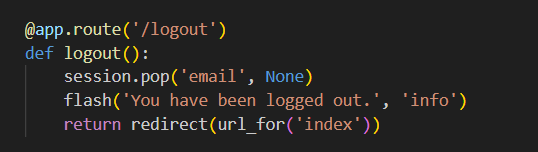 @app.route('/logout')
def logout():
    session.pop('email', None)
    flash('You have been logged out.', 'info')
    return redirect(url_for('index'))